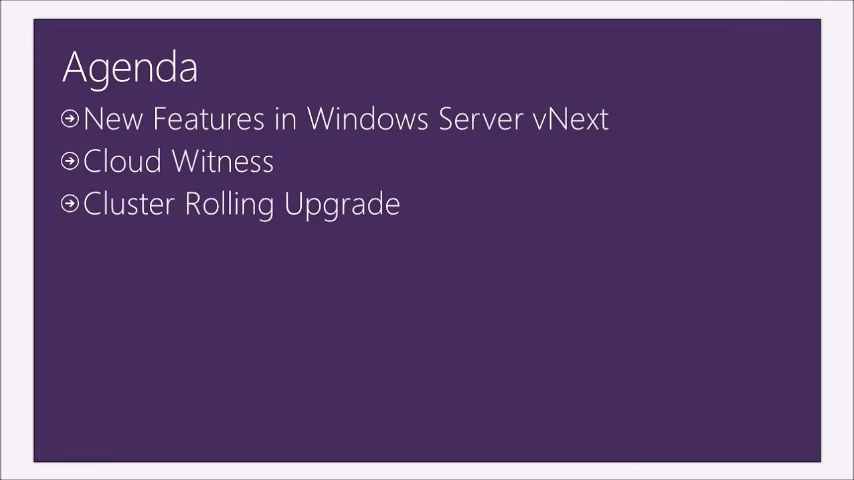 Agenda
New Features in Windows Server vNext
Cloud Witness
Cluster Rolling Upgrade